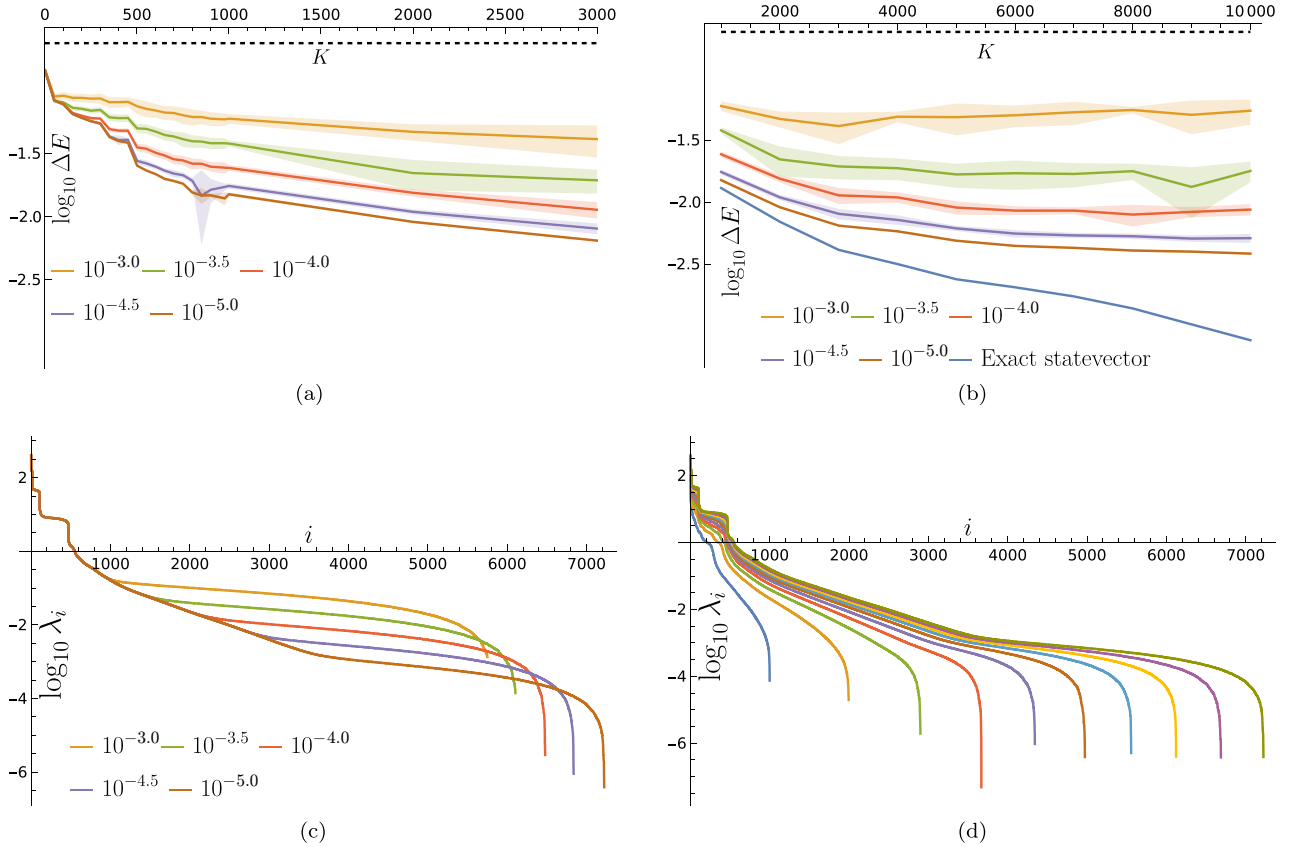 0 500 1000 1500 2000 2500 3000
K
−1.5
−2.0
−2.5
log₁₀ ΔE
10^−3.0 10^−3.5 10^−4.0
10^−4.5 10^−5.0
(a)
2000 4000 6000 8000 10 000
K
−1.5
−2.0
−2.5
log₁₀ ΔE
10^−3.0 10^−3.5 10^−4.0
10^−4.5 10^−5.0 Exact statevector
(b)
2
i
1000 2000 3000 4000 5000 6000 7000
−2
−4
−6
log₁₀ λᵢ
10^−3.0 10^−3.5 10^−4.0
10^−4.5 10^−5.0
(c)
2
i
1000 2000 3000 4000 5000 6000 7000
−2
−4
−6
log₁₀ λᵢ
(d)